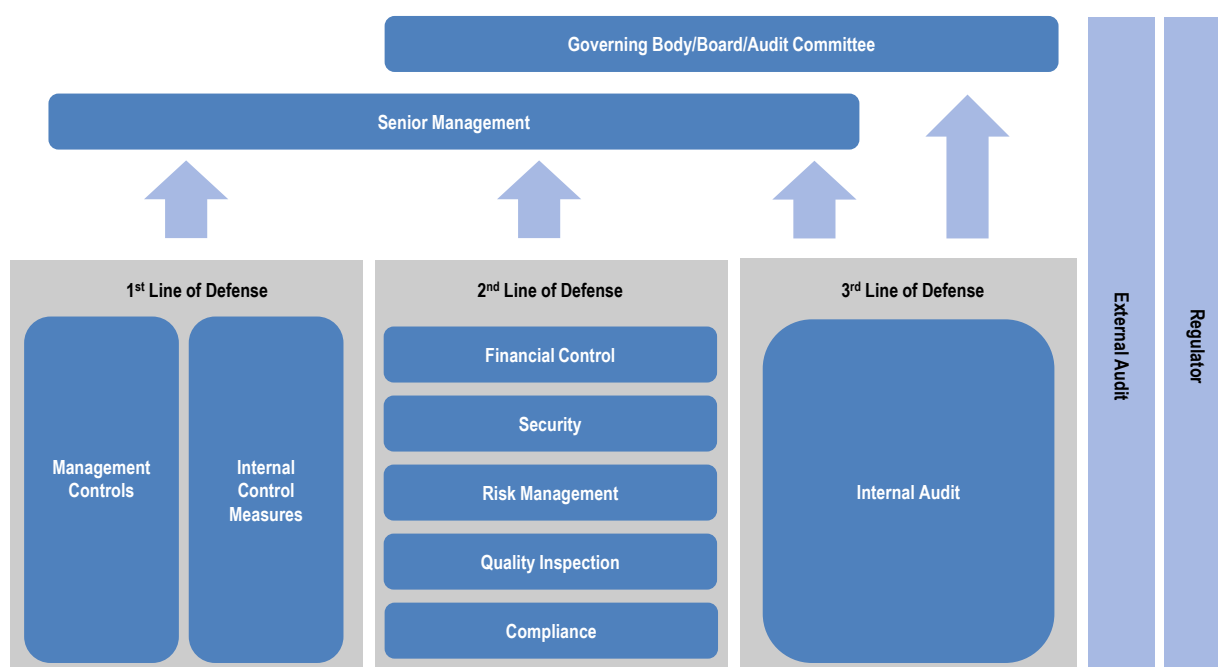 Governing Body/Board/Audit Committee
Senior Management
1st Line of Defense
Management
Controls
Internal
Control
Measures
2nd Line of Defense
Financial Control
Security
Risk Management
Quality Inspection
Compliance
3rd Line of Defense
Internal Audit
External Audit
Regulator